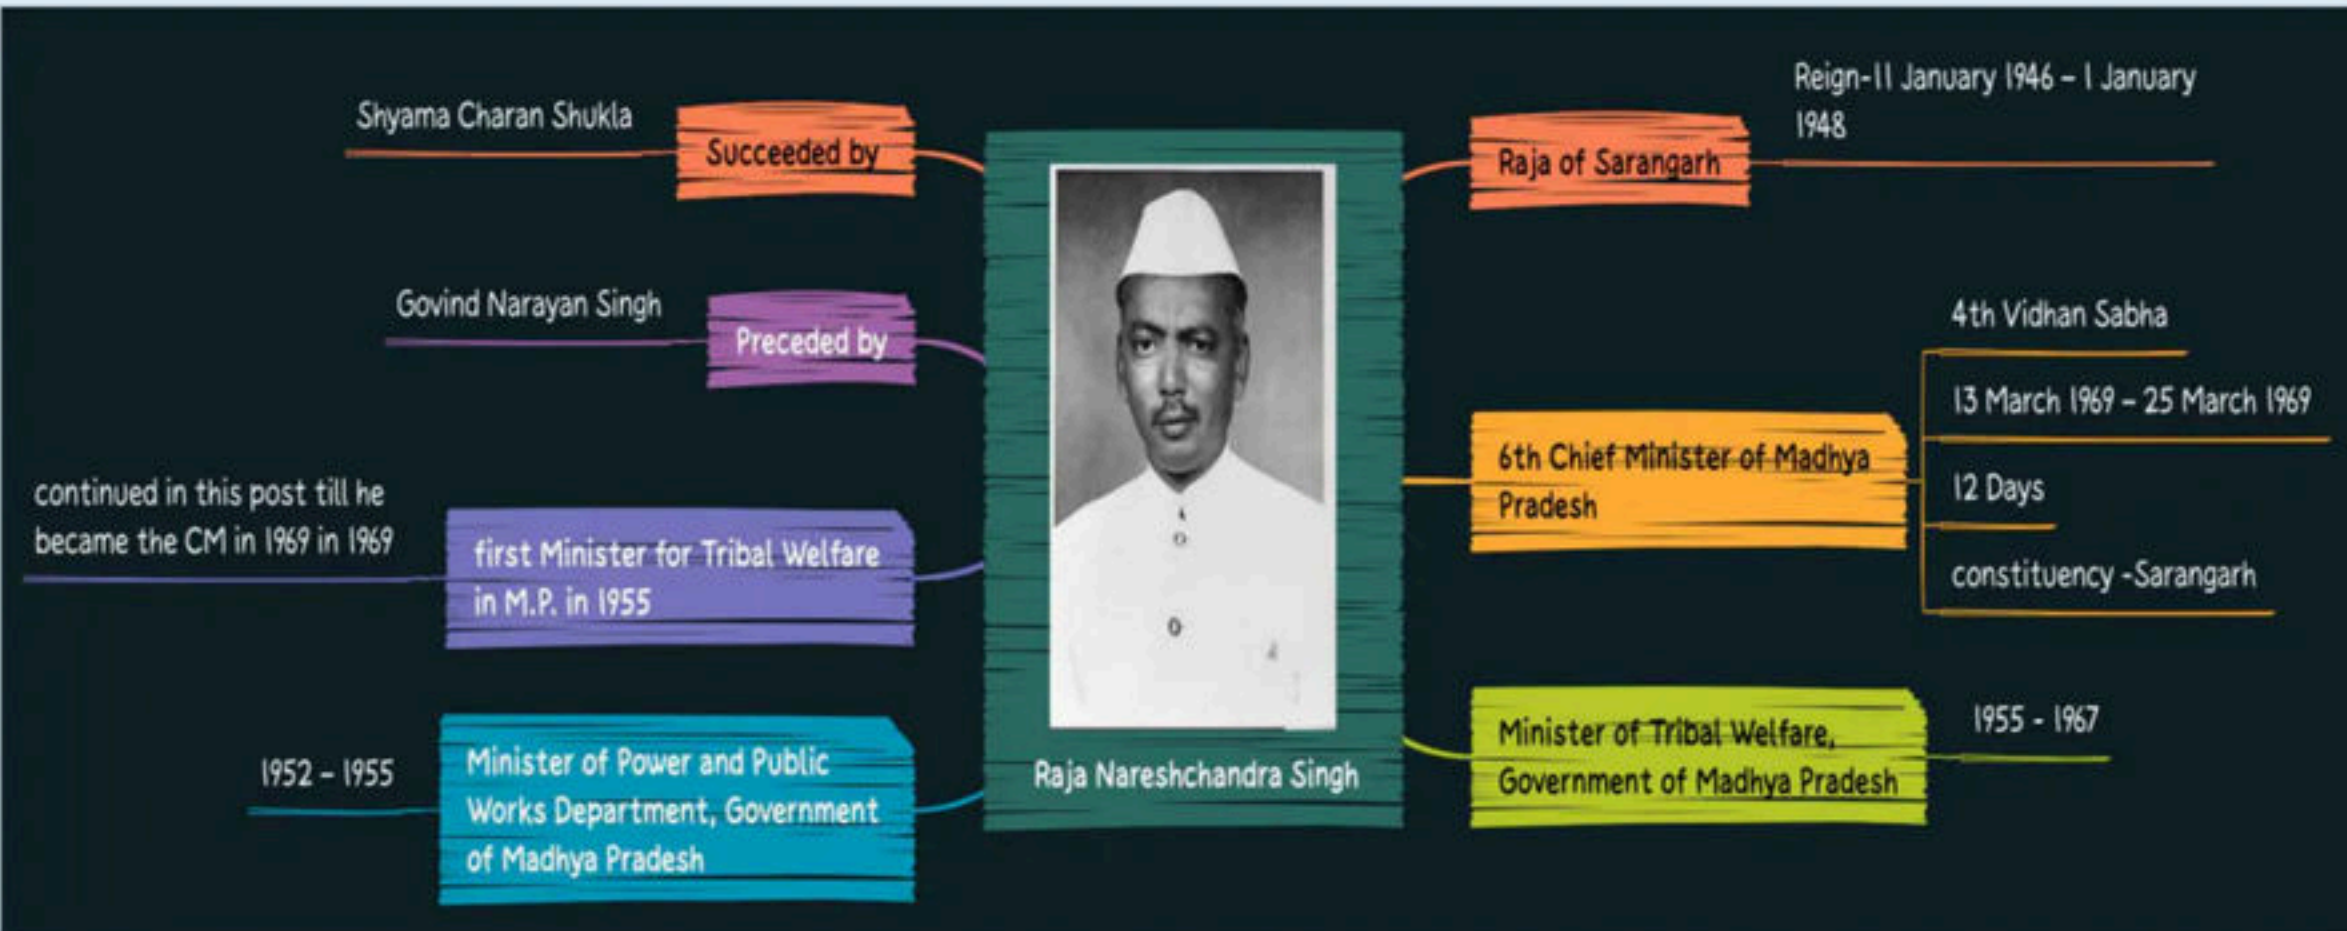 Shyama Charan Shukla
Succeeded by
Govind Narayan Singh
Preceded by
continued in this post till he
became the CM in 1969 in 1969
first Minister for Tribal Welfare
in M.P. in 1955
1952 – 1955
Minister of Power and Public
Works Department, Government
of Madhya Pradesh
Raja Nareshchandra Singh
Reign-11 January 1946 – 1 January
1948
Raja of Sarangarh
6th Chief Minister of Madhya
Pradesh
4th Vidhan Sabha
13 March 1969 – 25 March 1969
12 Days
constituency -Sarangarh
Minister of Tribal Welfare,
Government of Madhya Pradesh
1955 - 1967